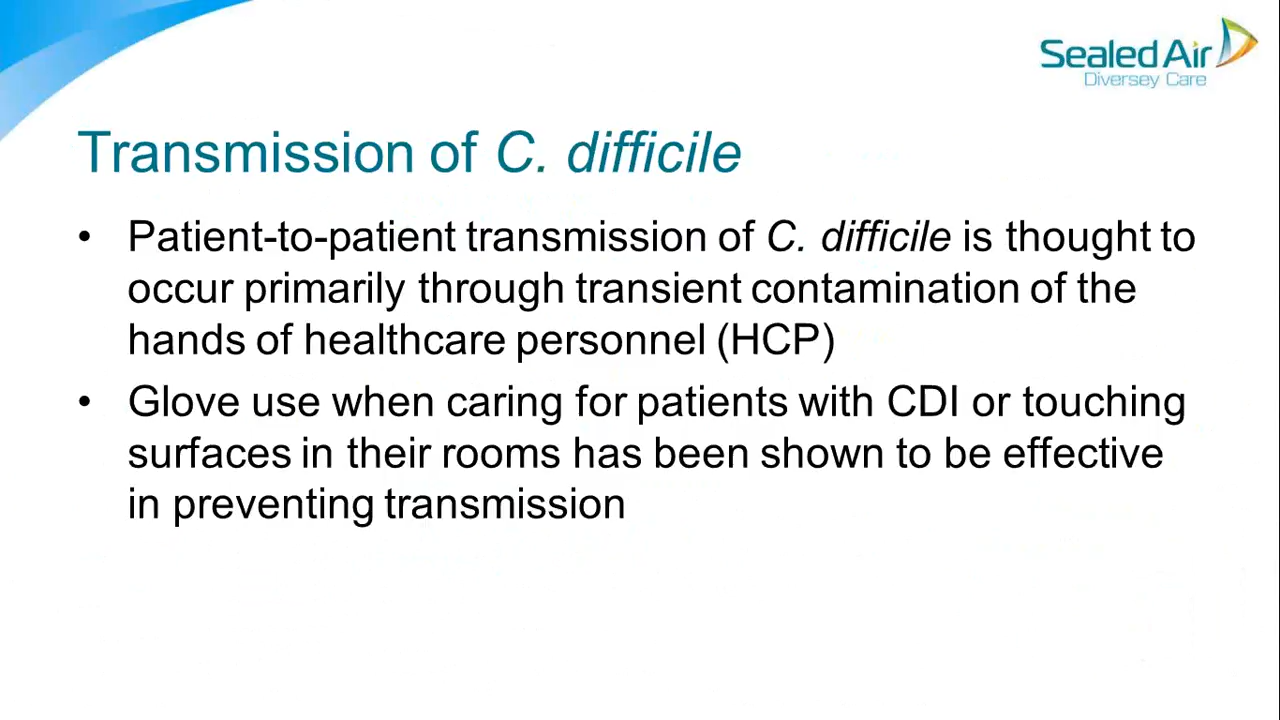 Sealed Air
Diversey Care
Transmission of C. difficile
• Patient-to-patient transmission of C. difficile is thought to
occur primarily through transient contamination of the
hands of healthcare personnel (HCP)
• Glove use when caring for patients with CDI or touching
surfaces in their rooms has been shown to be effective
in preventing transmission